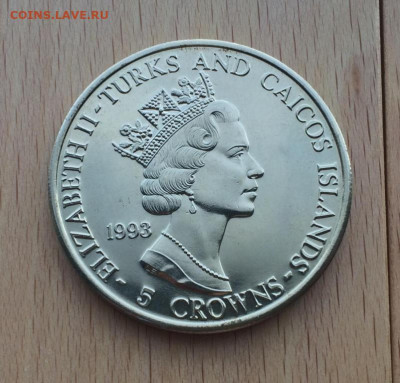 COINS.LAVE.RU
ELIZABETH II - TURKS AND CAICOS ISLANDS -
1993
- 5 CROWNS -